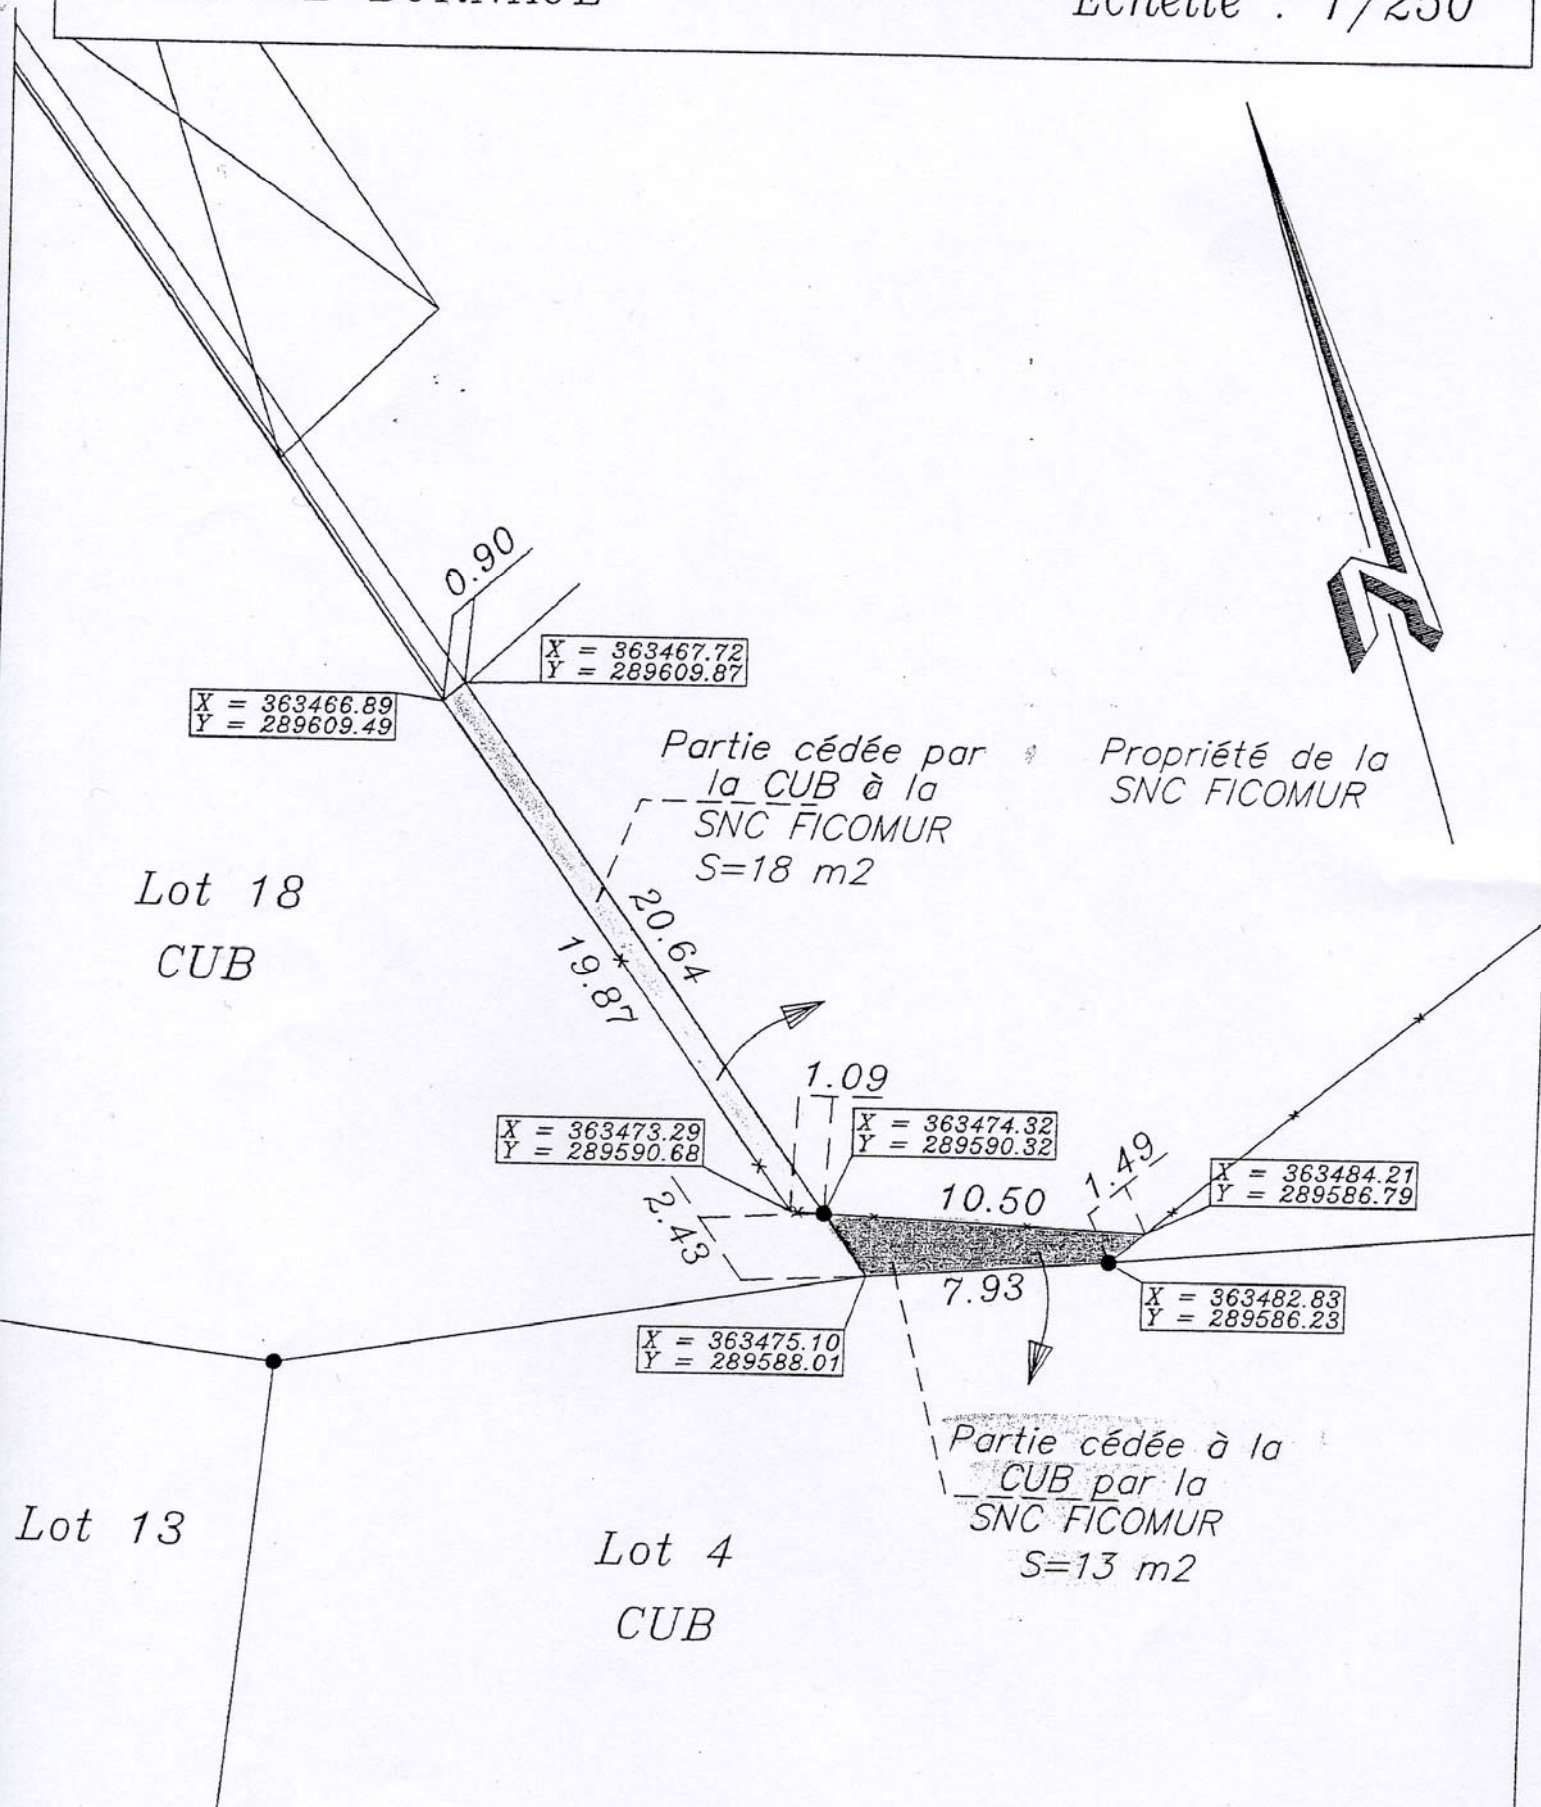 Echelle : 1/250
0.90
X = 363467.72
Y = 289609.87
X = 363466.89
Y = 289609.49
Partie cédée par
la CUB à la
SNC FICOMUR
S=18 m2
Propriété de la
SNC FICOMUR
Lot 18
CUB
20.64
19.87
1.09
X = 363473.29
Y = 289590.68
X = 363474.32
Y = 289590.32
1.49
X = 363484.21
Y = 289586.79
10.50
2.43
7.93
X = 363482.83
Y = 289586.23
X = 363475.10
Y = 289588.01
Partie cédée à la
CUB par la
SNC FICOMUR
S=13 m2
Lot 13
Lot 4
CUB
N